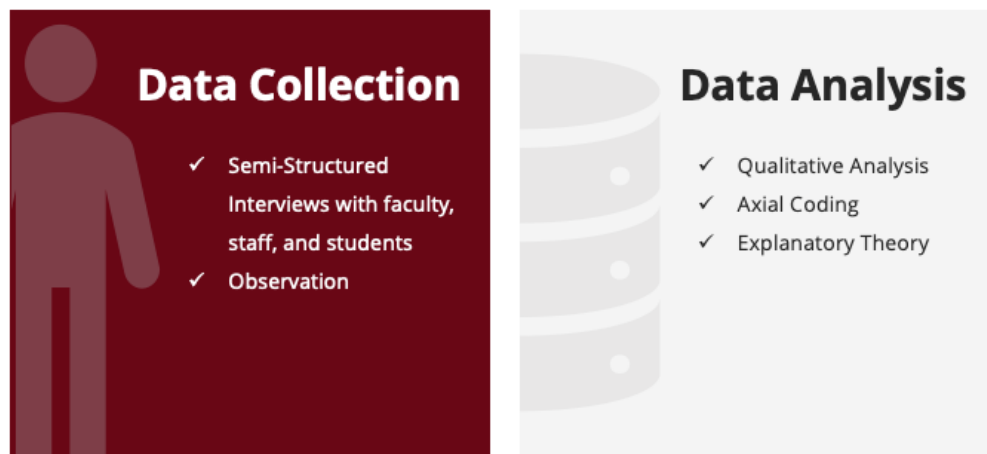 Data Collection
✓ Semi-Structured
Interviews with faculty,
staff, and students
✓ Observation
Data Analysis
✓ Qualitative Analysis
✓ Axial Coding
✓ Explanatory Theory